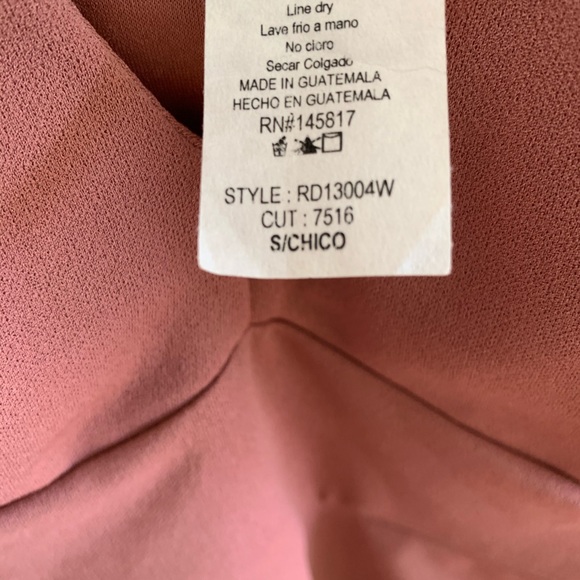 Line dry
Lave frio a mano
No cloro
Secar Colgado
MADE IN GUATEMALA
HECHO EN GUATEMALA
RN#145817
STYLE : RD13004W
CUT : 7516
S/CHICO